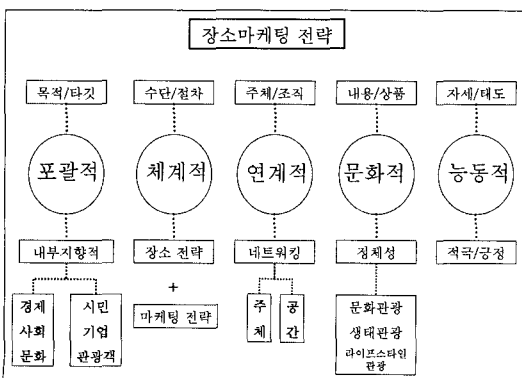 장소마케팅 전략
목적/타깃 수단/절차 주체/조직 내용/상품 자세/태도
포괄적 체계적 연계적 문화적 능동적
내부지향적 장소 전략 네트워킹 정체성 적극/긍정
+
마케팅 전략
경제
사회
문화
시민
기업
관광객
주
체
공
간
문화관광
생태관광
라이프스타일
관광